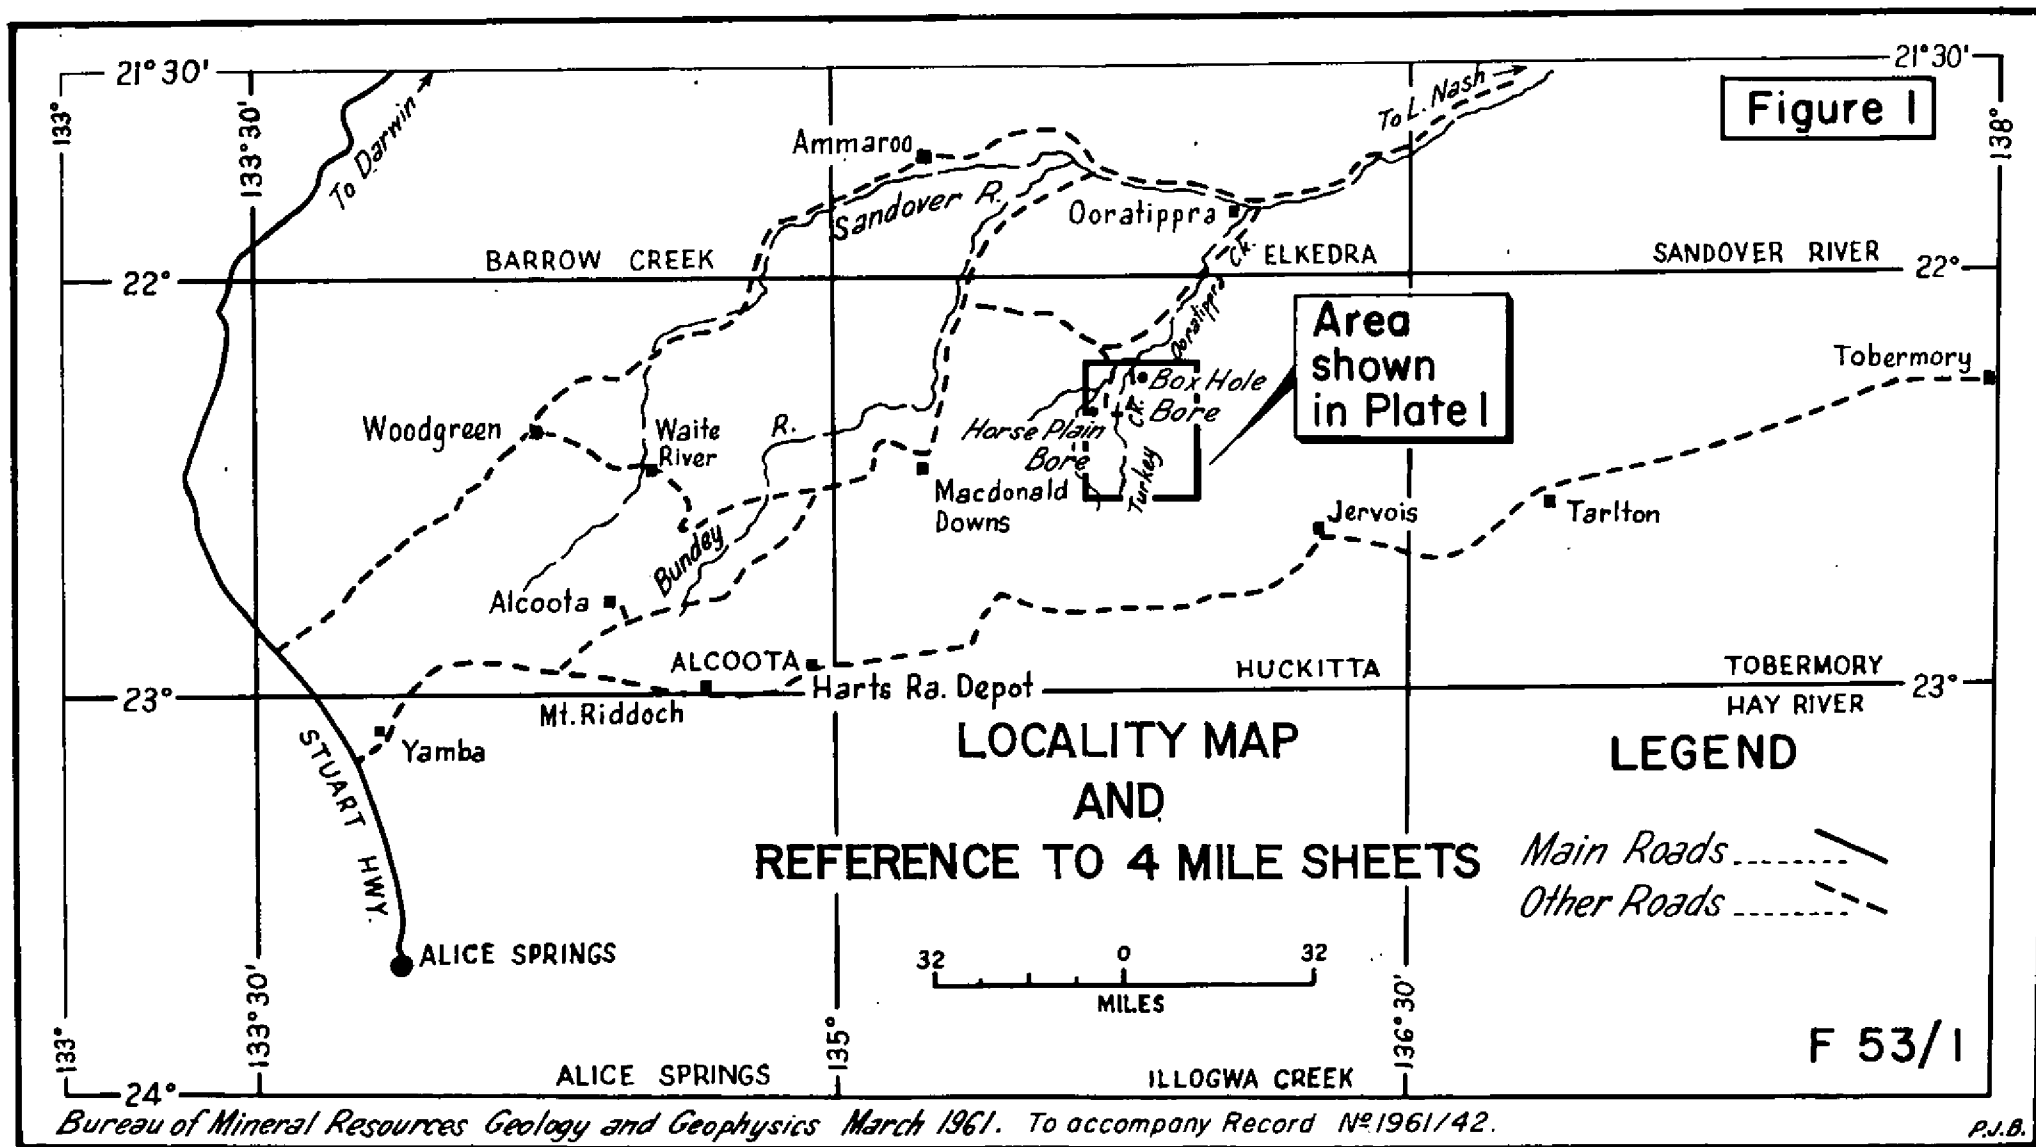 21°30'
21°30'
133°
133°30'
138°
Figure 1
To Darwin
To L. Nash
Ammaroo
Sandover R.
Ooratippra
BARROW CREEK
ELKEDRA
SANDOVER RIVER
22°
22°
Ooratippra Ck.
Area
shown
in Plate 1
Tobermory
Box Hole
Bore
Horse Plain
Bore
Turkey Ck.
Woodgreen
Waite
River
Bundey R.
Macdonald
Downs
Jervois
Tarlton
Alcoota
ALCOOTA
HUCKITTA
TOBERMORY
23°
23°
Harts Ra. Depot
Mt. Riddoch
HAY RIVER
Yamba
STUART HWY.
LOCALITY MAP
AND
REFERENCE TO 4 MILE SHEETS
LEGEND
Main Roads
Other Roads
ALICE SPRINGS
32 0 32
MILES
133°
133°30'
135°
136°30'
F 53/1
24°
ALICE SPRINGS
ILLOGWA CREEK
Bureau of Mineral Resources Geology and Geophysics March 1961. To accompany Record Nº 1961/42.
P.J.B.